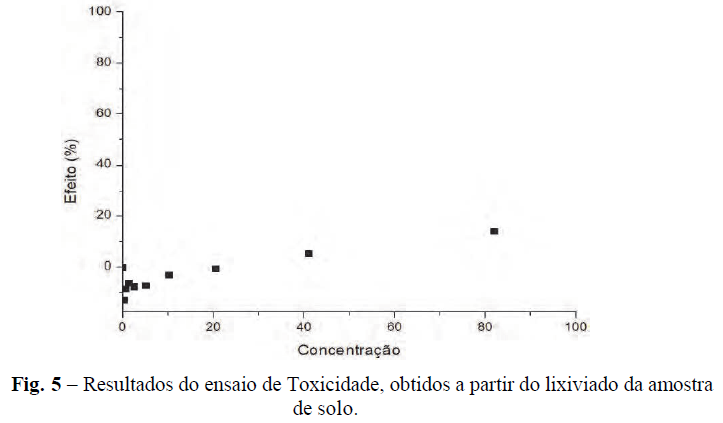 100
80
60
40
20
0
Efeito (%)
0 20 40 60 80 100
Concentração
Fig. 5 – Resultados do ensaio de Toxicidade, obtidos a partir do lixiviado da amostra
de solo.